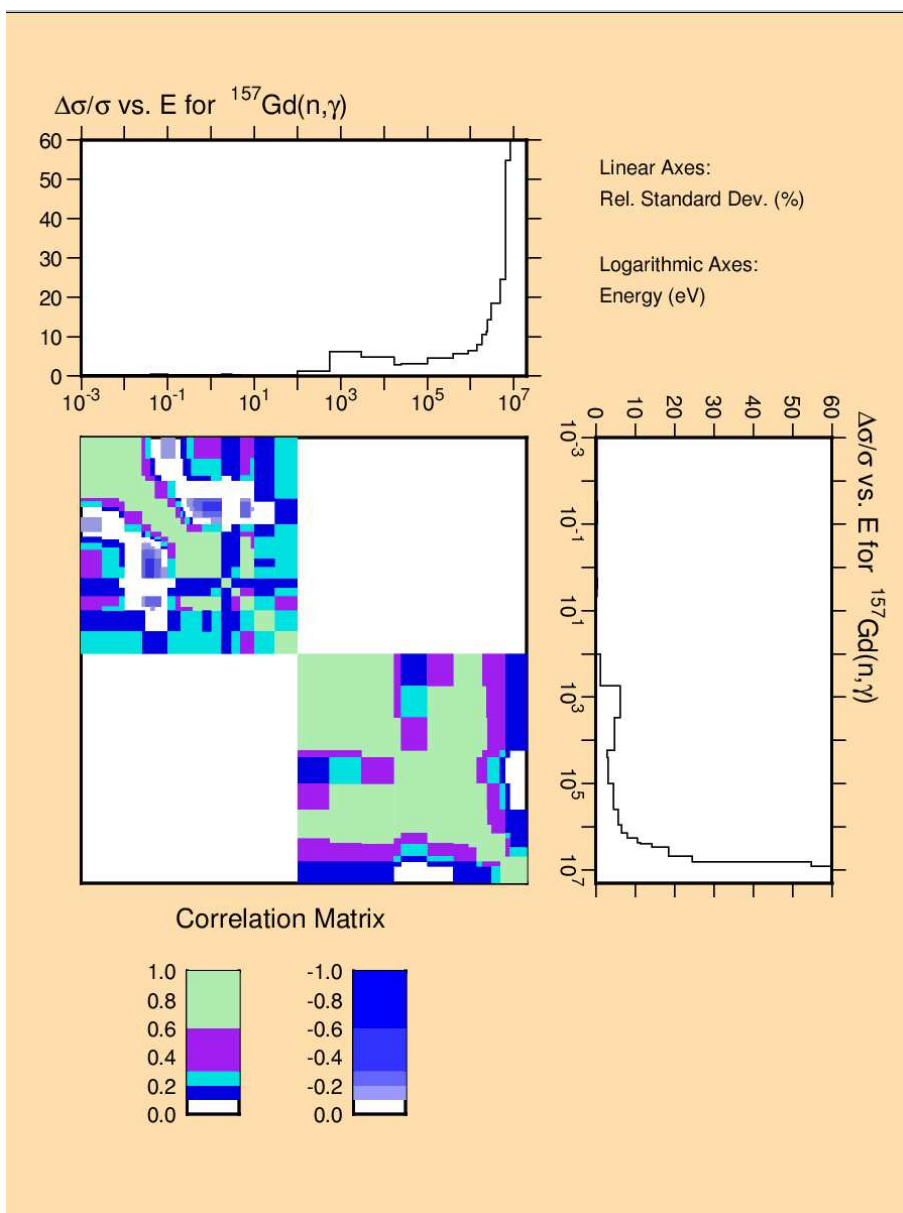 Δσ/σ vs. E for ¹⁵⁷Gd(n,γ)
60
50
40
30
20
10
0
10⁻³ 10⁻¹ 10¹ 10³ 10⁵ 10⁷
Linear Axes:
Rel. Standard Dev. (%)
Logarithmic Axes:
Energy (eV)
Δσ/σ vs. E for ¹⁵⁷Gd(n,γ)
0 10 20 30 40 50 60
10⁻³
10⁻¹
10¹
10³
10⁵
10⁷
Correlation Matrix
1.0
0.8
0.6
0.4
0.2
0.0
-1.0
-0.8
-0.6
-0.4
-0.2
0.0